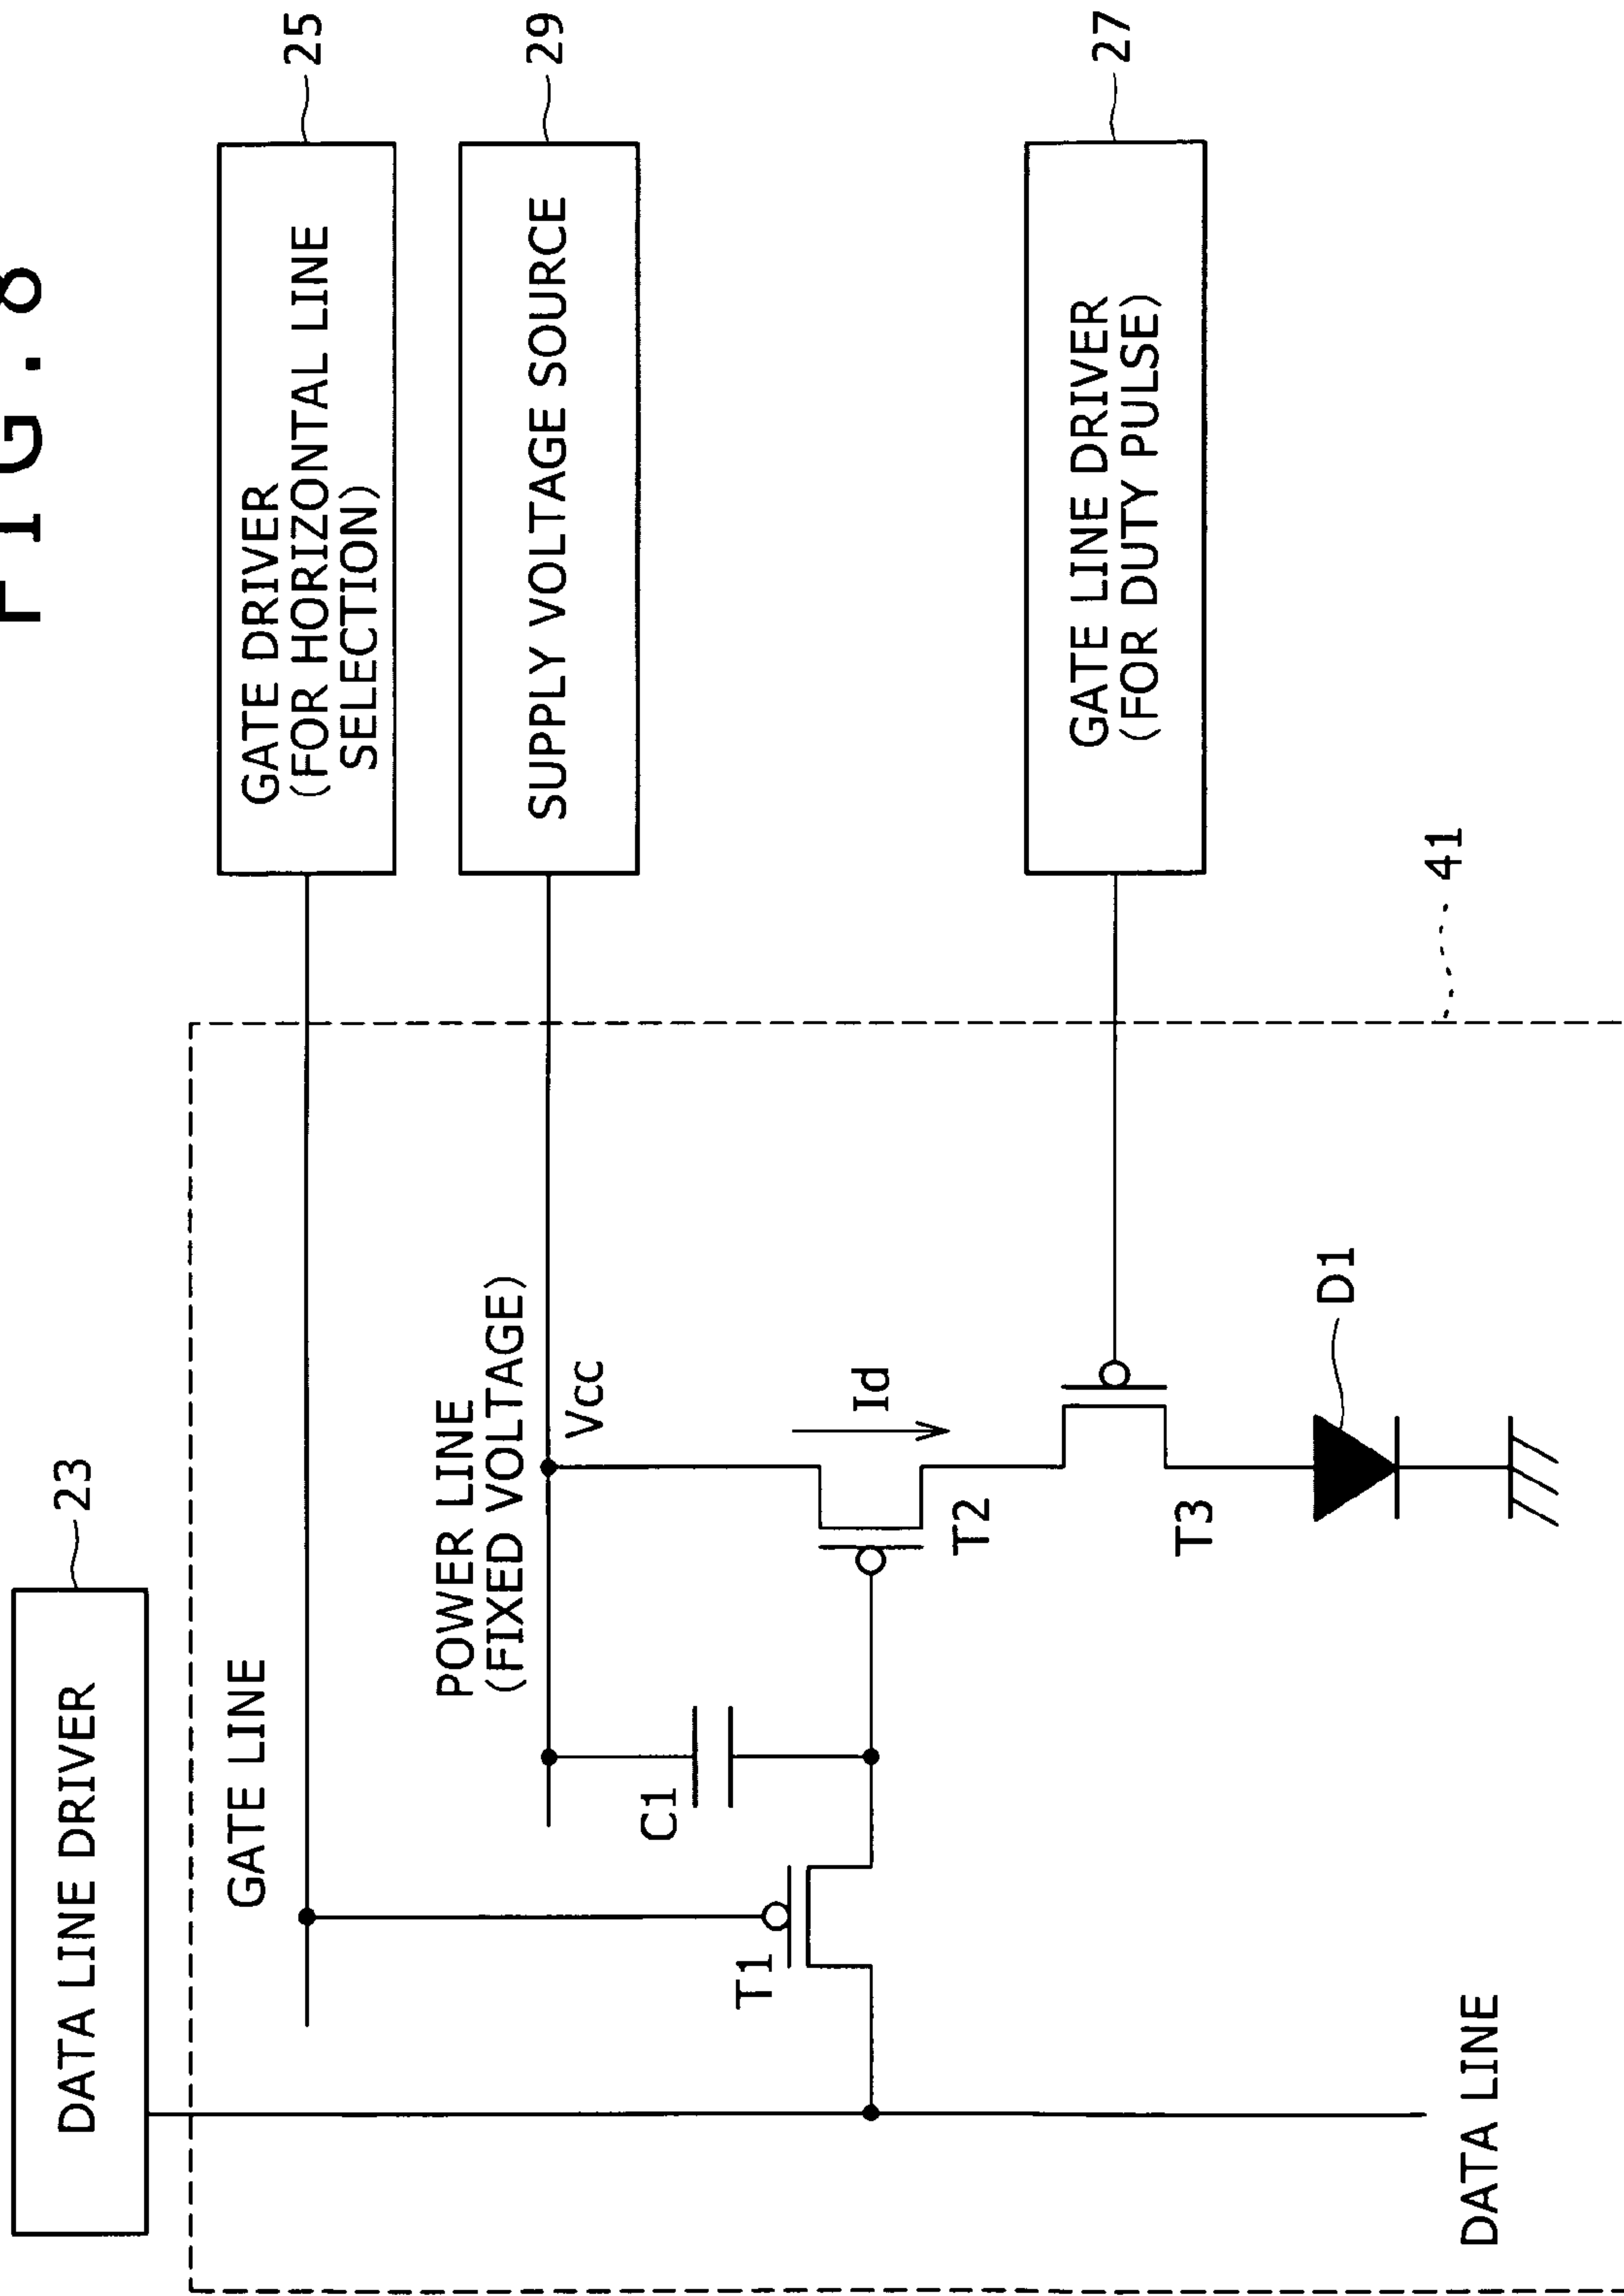 FIG. 8
DATA LINE DRIVER
23
GATE LINE
GATE DRIVER
(FOR HORIZONTAL LINE
SELECTION)
25
POWER LINE
(FIXED VOLTAGE)
Vcc
SUPPLY VOLTAGE SOURCE
29
C1
T1
Id
T2
T3
GATE LINE DRIVER
(FOR DUTY PULSE)
27
D1
41
DATA LINE